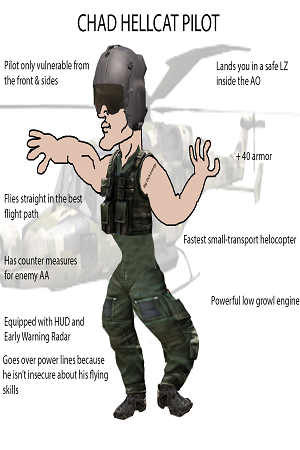 CHAD HELLCAT PILOT
Pilot only vulnerable from
the front & sides
Lands you in a safe LZ
inside the AO
+ 40 armor
Flies straight in the best
flight path
Fastest small-transport helocopter
Has counter measures
for enemy AA
Powerful low growl engine
Equipped with HUD and
Early Warning Radar
Goes over power lines because
he isn't insecure about his flying
skills